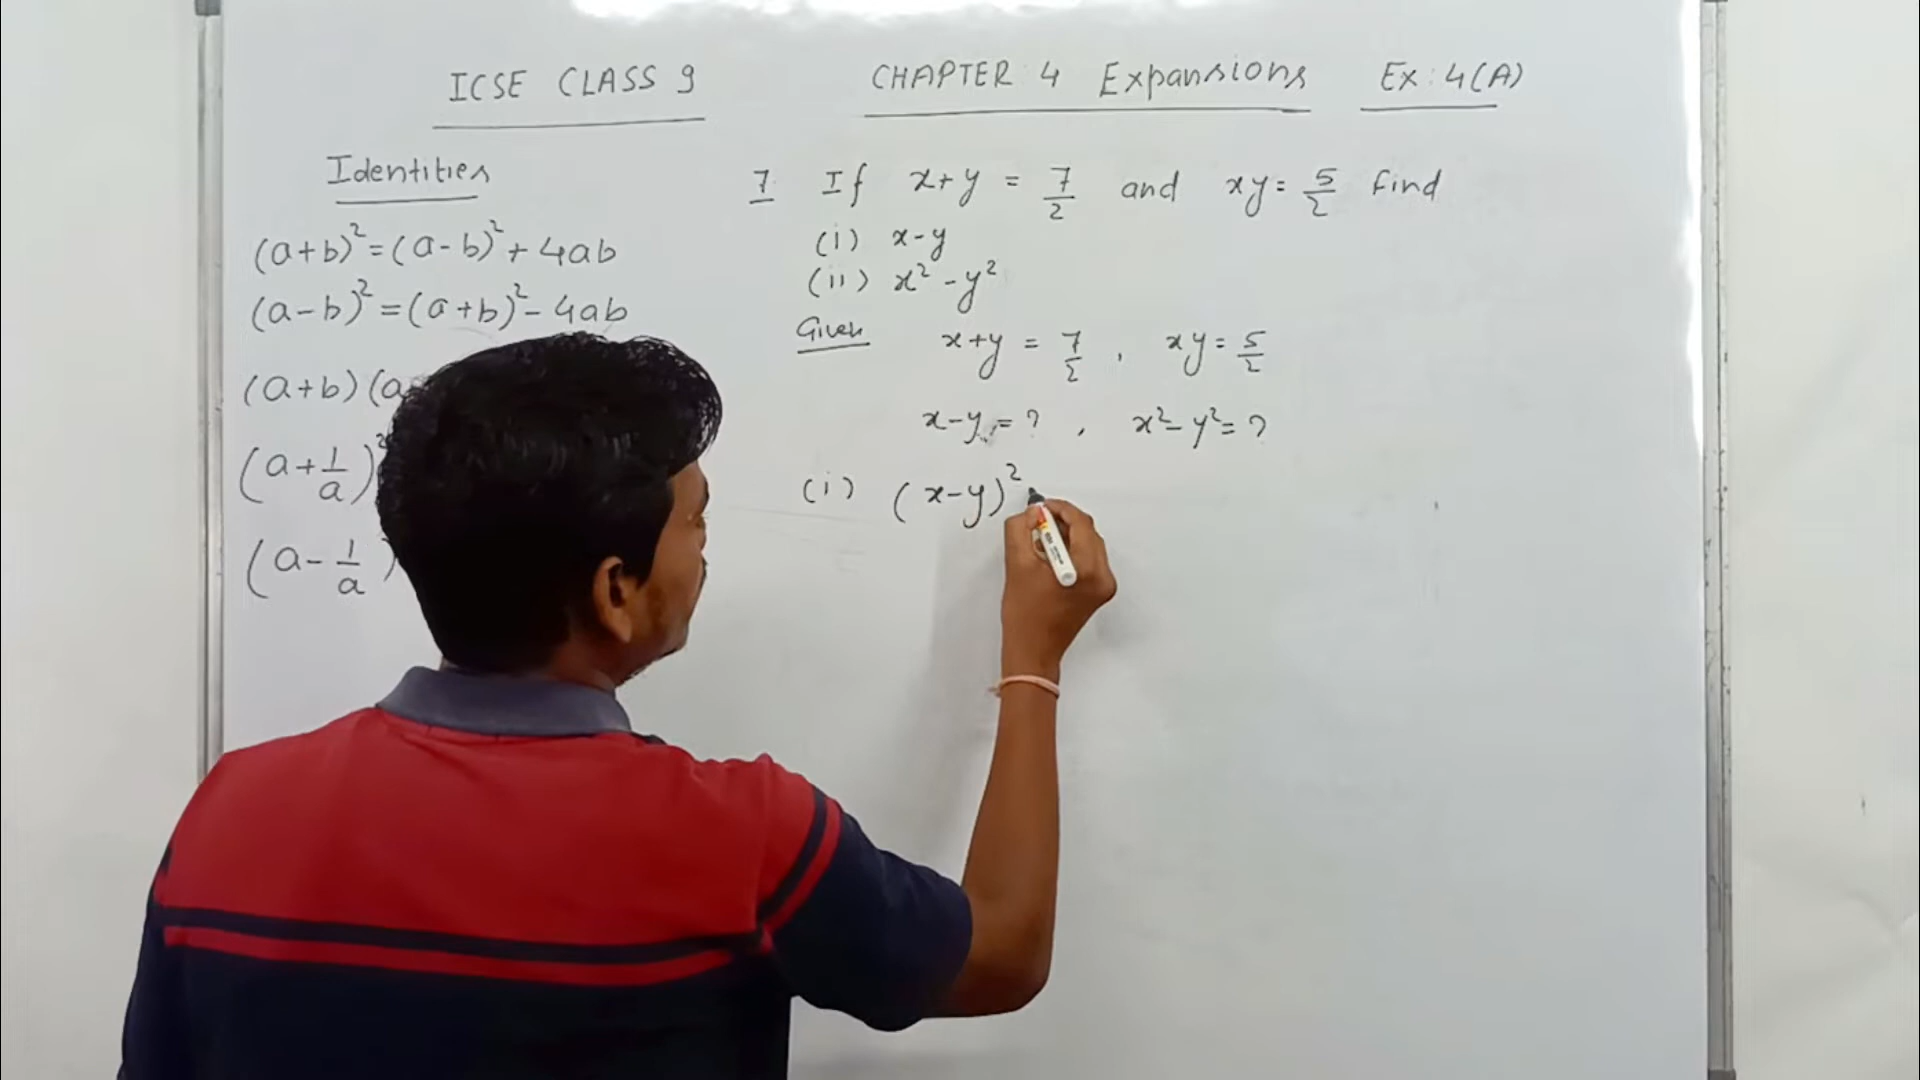 ICSE CLASS 9 CHAPTER 4 Expansions Ex: 4(A)
Identities
(a+b)² = (a-b)² + 4ab
(a-b)² = (a+b)² - 4ab
(a+b)(a
(a+1/a)²
(a-1/a)
7 If x+y = 7/2 and xy = 5/2 find
(i) x-y
(ii) x²-y²
Given x+y = 7/2 , xy = 5/2
x-y = ? , x²-y² = ?
(i) (x-y)²